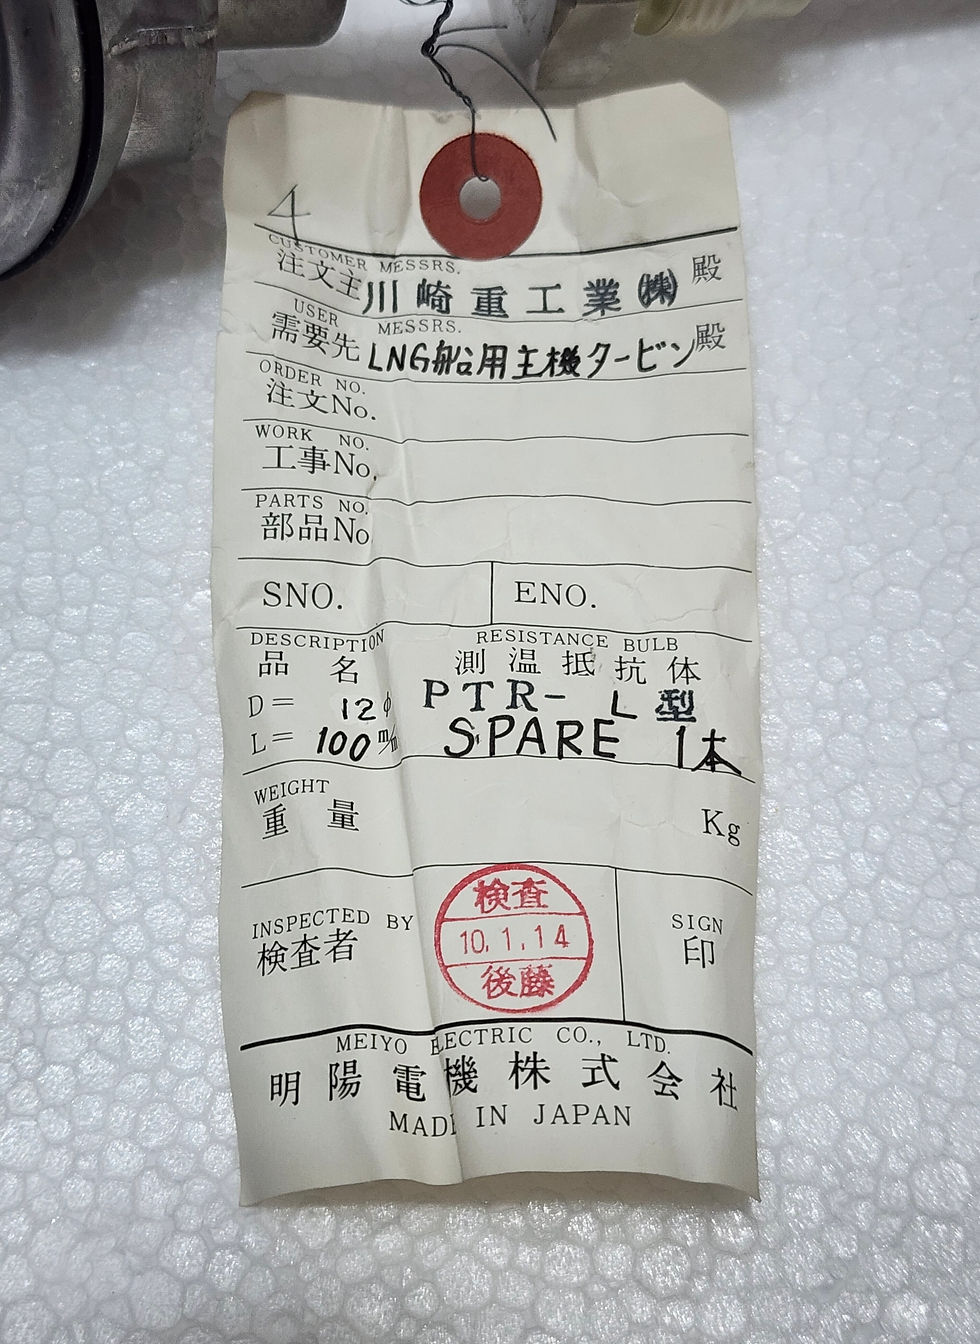 4
CUSTOMER MESSRS.
注文主 川崎重工業㈱ 殿
USER MESSRS.
需要先 LNG船用主機タービン 殿
ORDER NO.
注文No.
WORK NO.
工事No.
PARTS NO.
部品No
SNO. ENO.
DESCRIPTION RESISTANCE BULB
品名 測温抵抗体
D= 12φ PTR- L型
L= 100 m/m SPARE 1本
WEIGHT
重量 Kg
検査
INSPECTED BY 10.1.14 SIGN
検査者 後藤 印
MEIYO ELECTRIC CO., LTD.
明陽電機株式会社
MADE IN JAPAN